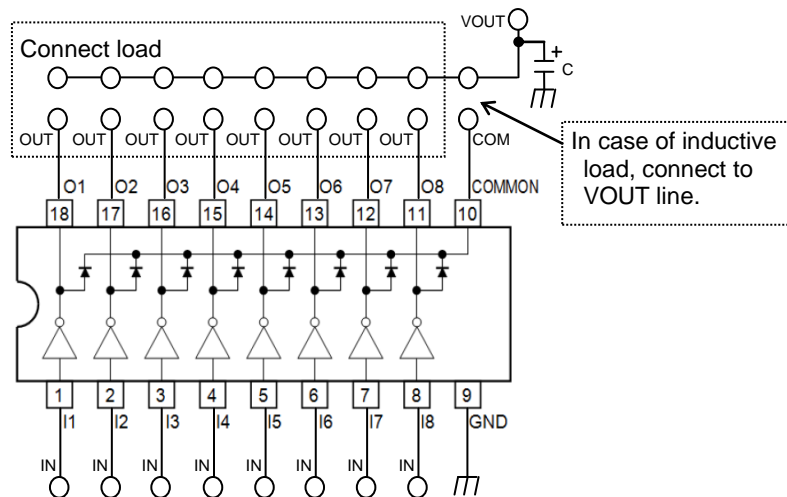 VOUT
Connect load
+
C
OUT OUT OUT OUT OUT OUT OUT OUT COM
In case of inductive
load, connect to
VOUT line.
O1 O2 O3 O4 O5 O6 O7 O8 COMMON
18 17 16 15 14 13 12 11 10
1 2 3 4 5 6 7 8 9
I1 I2 I3 I4 I5 I6 I7 I8 GND
IN IN IN IN IN IN IN IN